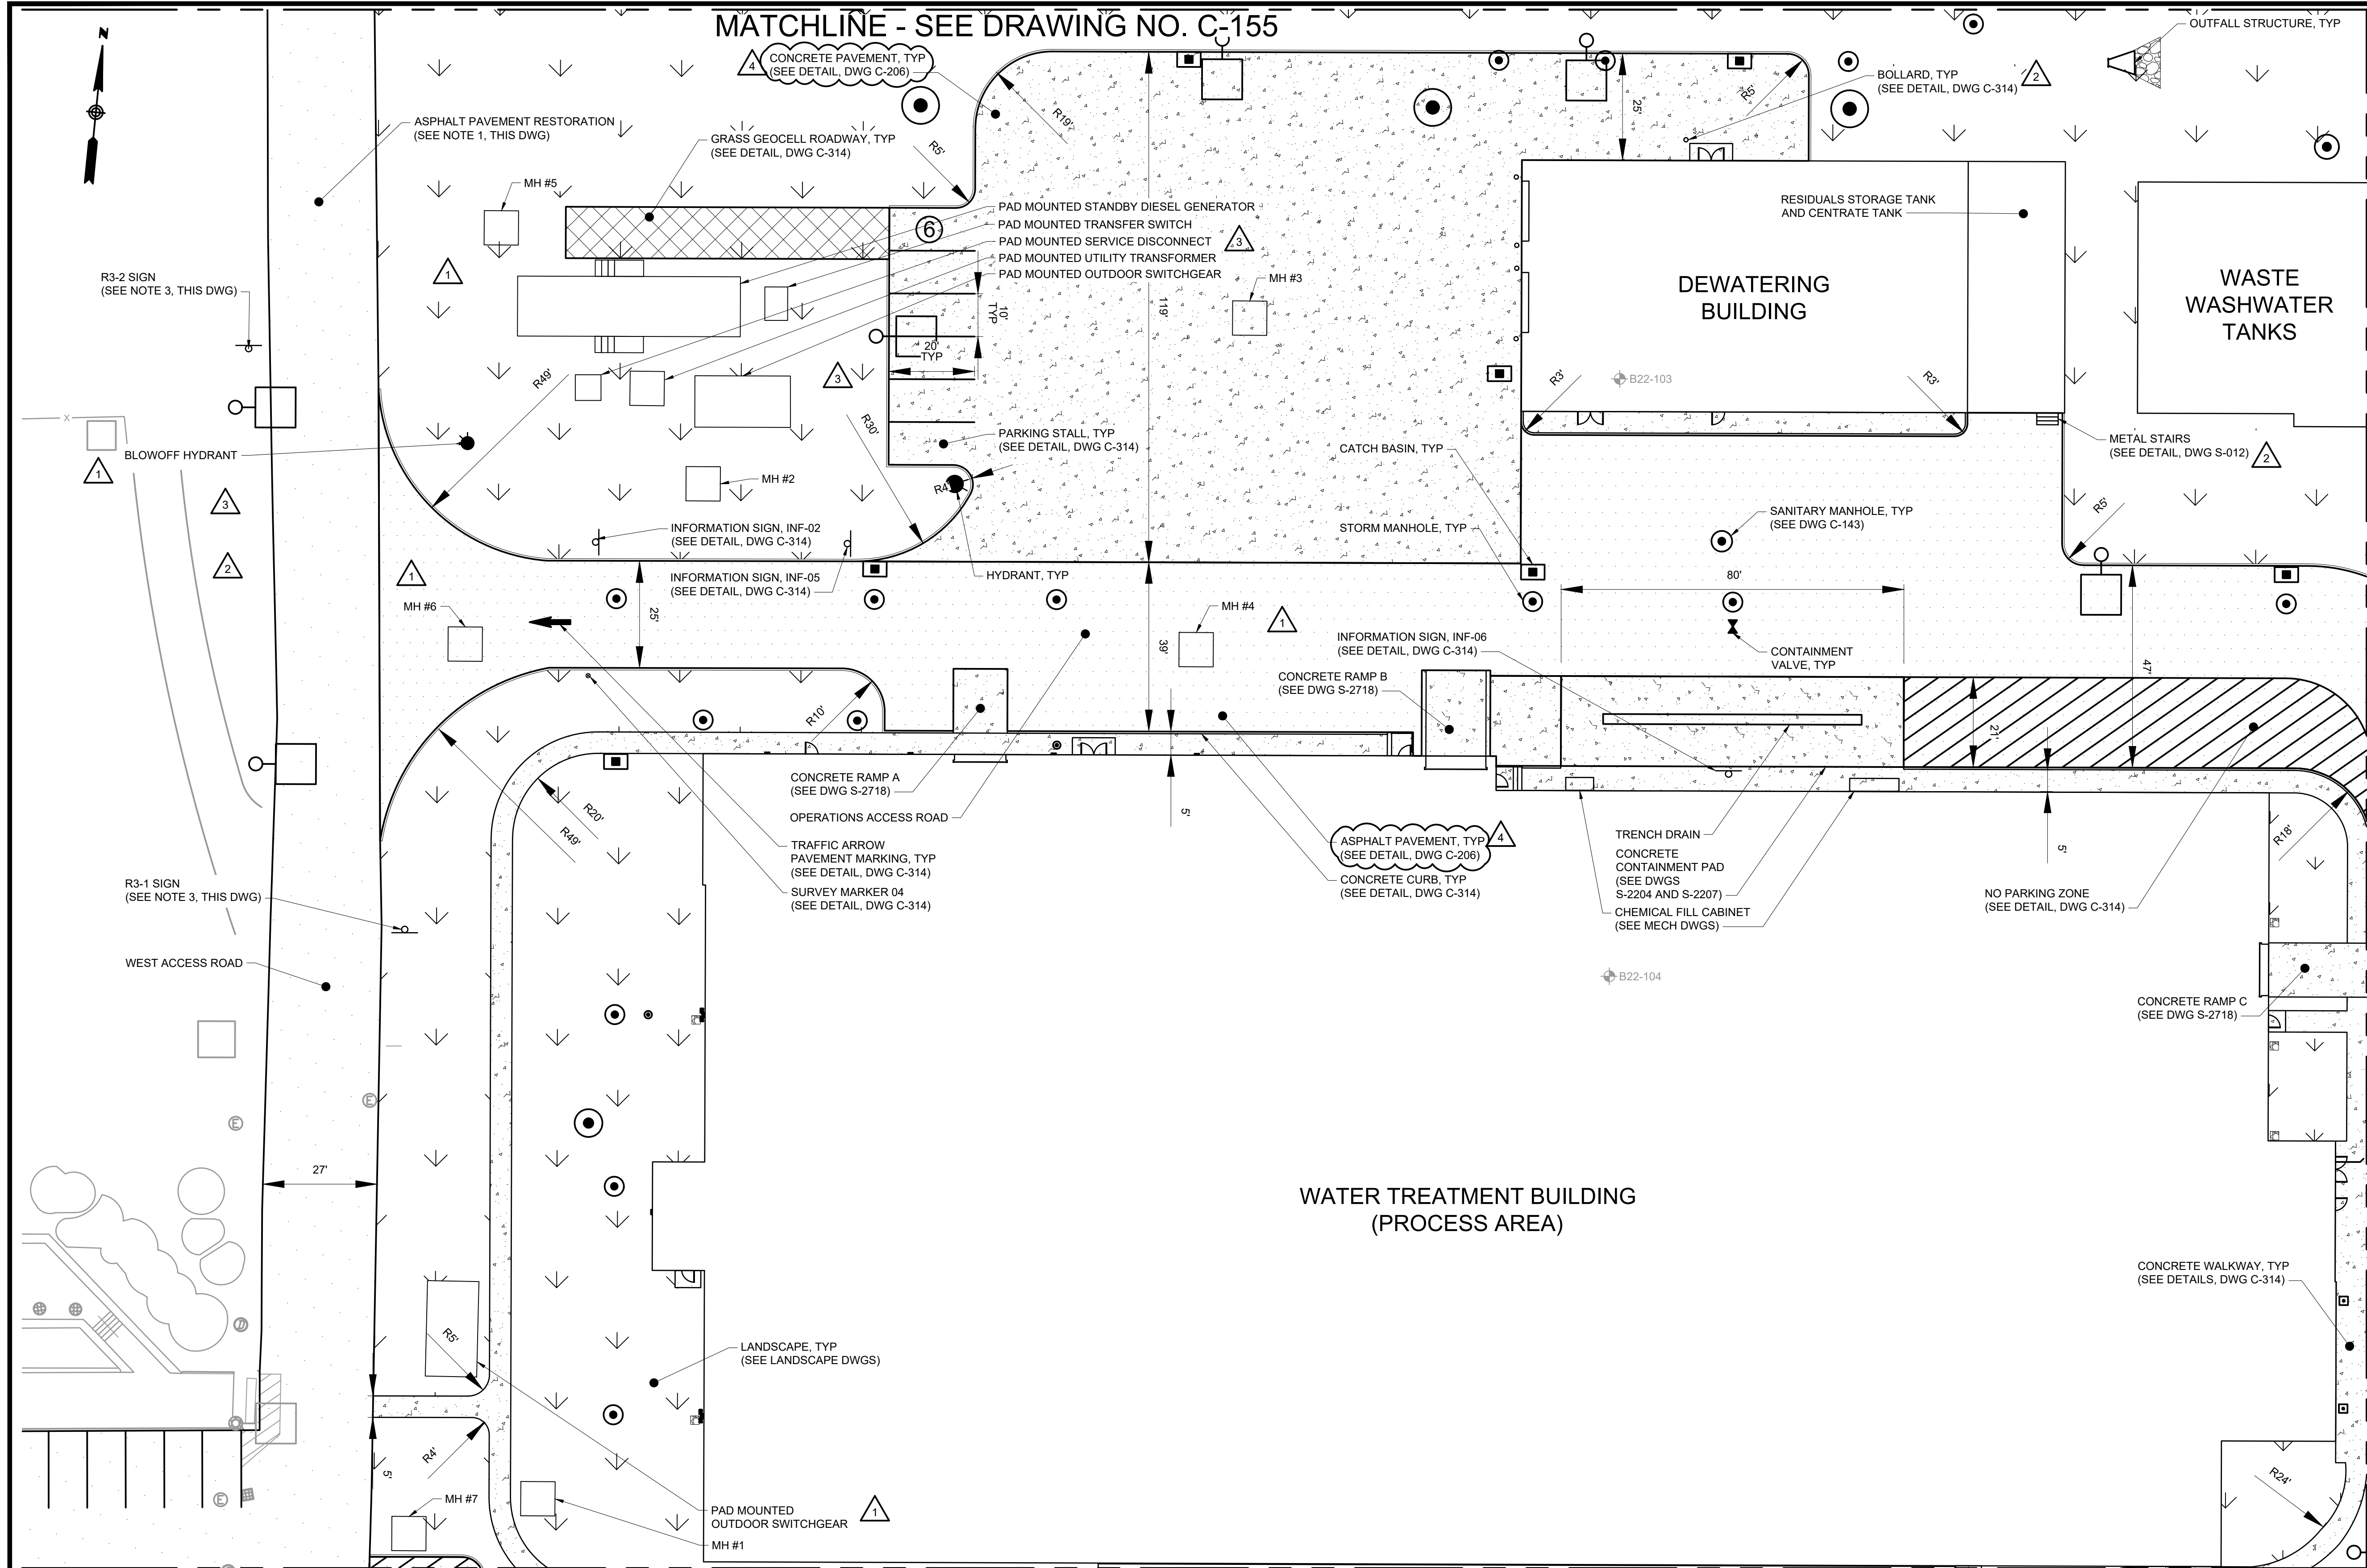 MATCHLINE - SEE DRAWING NO. C-155
N
4
CONCRETE PAVEMENT, TYP
(SEE DETAIL, DWG C-206)
OUTFALL STRUCTURE, TYP
BOLLARD, TYP
(SEE DETAIL, DWG C-314)
2
ASPHALT PAVEMENT RESTORATION
(SEE NOTE 1, THIS DWG)
GRASS GEOCELL ROADWAY, TYP
(SEE DETAIL, DWG C-314)
R5'
R19'
25'
R5'
MH #5
PAD MOUNTED STANDBY DIESEL GENERATOR
PAD MOUNTED TRANSFER SWITCH
PAD MOUNTED SERVICE DISCONNECT
PAD MOUNTED UTILITY TRANSFORMER
PAD MOUNTED OUTDOOR SWITCHGEAR
3
6
RESIDUALS STORAGE TANK
AND CENTRATE TANK
R3-2 SIGN
(SEE NOTE 3, THIS DWG)
1
MH #3
DEWATERING
BUILDING
WASTE
WASHWATER
TANKS
119'
10'
TYP
20'
TYP
3
R49'
R30'
R3'
B22-103
R3'
BLOWOFF HYDRANT
1
3
2
PARKING STALL, TYP
(SEE DETAIL, DWG C-314)
CATCH BASIN, TYP
METAL STAIRS
(SEE DETAIL, DWG S-012)
2
MH #2
R4'
R5'
INFORMATION SIGN, INF-02
(SEE DETAIL, DWG C-314)
STORM MANHOLE, TYP
SANITARY MANHOLE, TYP
(SEE DWG C-143)
1
INFORMATION SIGN, INF-05
(SEE DETAIL, DWG C-314)
HYDRANT, TYP
80'
MH #6
25'
MH #4
1
39'
INFORMATION SIGN, INF-06
(SEE DETAIL, DWG C-314)
CONTAINMENT
VALVE, TYP
47'
CONCRETE RAMP B
(SEE DWG S-2718)
R10'
21'
CONCRETE RAMP A
(SEE DWG S-2718)
OPERATIONS ACCESS ROAD
5'
R20'
R49'
TRAFFIC ARROW
PAVEMENT MARKING, TYP
(SEE DETAIL, DWG C-314)
SURVEY MARKER 04
(SEE DETAIL, DWG C-314)
ASPHALT PAVEMENT, TYP
(SEE DETAIL, DWG C-206)
4
CONCRETE CURB, TYP
(SEE DETAIL, DWG C-314)
TRENCH DRAIN
CONCRETE
CONTAINMENT PAD
(SEE DWGS
S-2204 AND S-2207)
CHEMICAL FILL CABINET
(SEE MECH DWGS)
5'
R18'
NO PARKING ZONE
(SEE DETAIL, DWG C-314)
R3-1 SIGN
(SEE NOTE 3, THIS DWG)
WEST ACCESS ROAD
B22-104
CONCRETE RAMP C
(SEE DWG S-2718)
E
E
27'
WATER TREATMENT BUILDING
(PROCESS AREA)
CONCRETE WALKWAY, TYP
(SEE DETAILS, DWG C-314)
D
R5'
LANDSCAPE, TYP
(SEE LANDSCAPE DWGS)
R4'
5'
R24'
E
MH #7
PAD MOUNTED
OUTDOOR SWITCHGEAR
1
MH #1